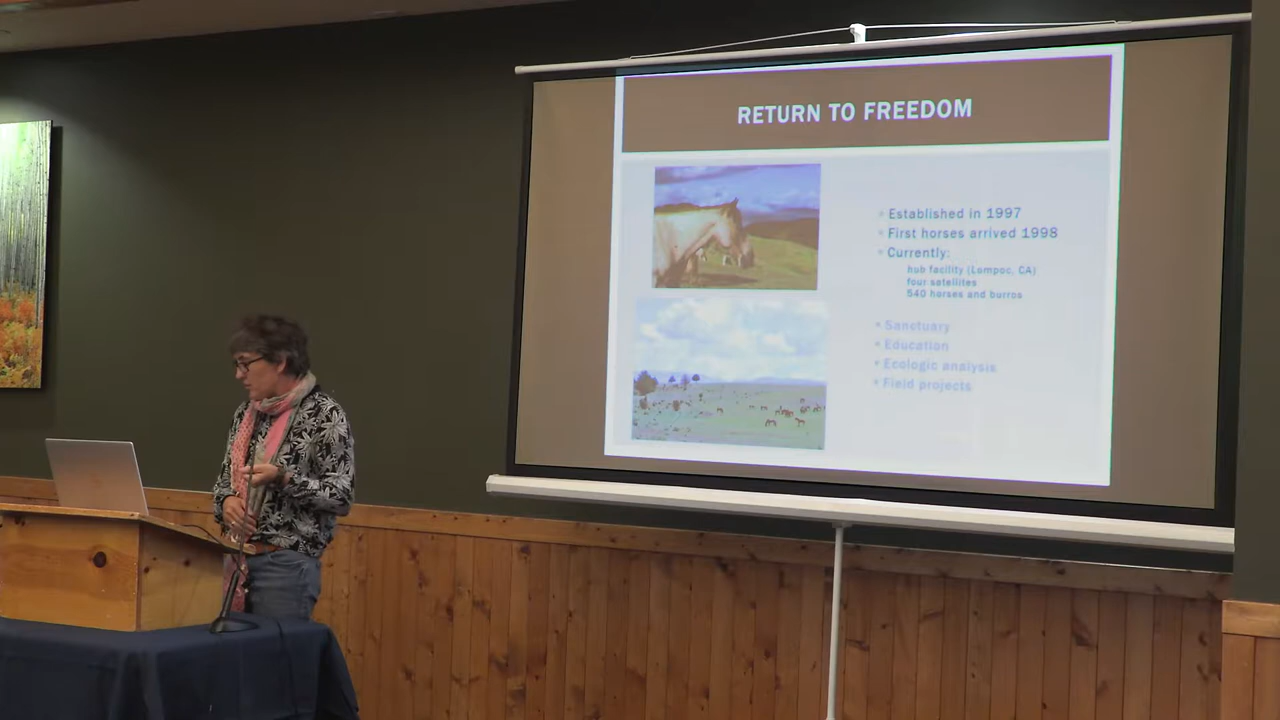 RETURN TO FREEDOM
Established in 1997
First horses arrived 1998
Currently:
hub facility (Lompoc, CA)
four satellites
540 horses and burros
Sanctuary
Education
Ecologic analysis
Field projects